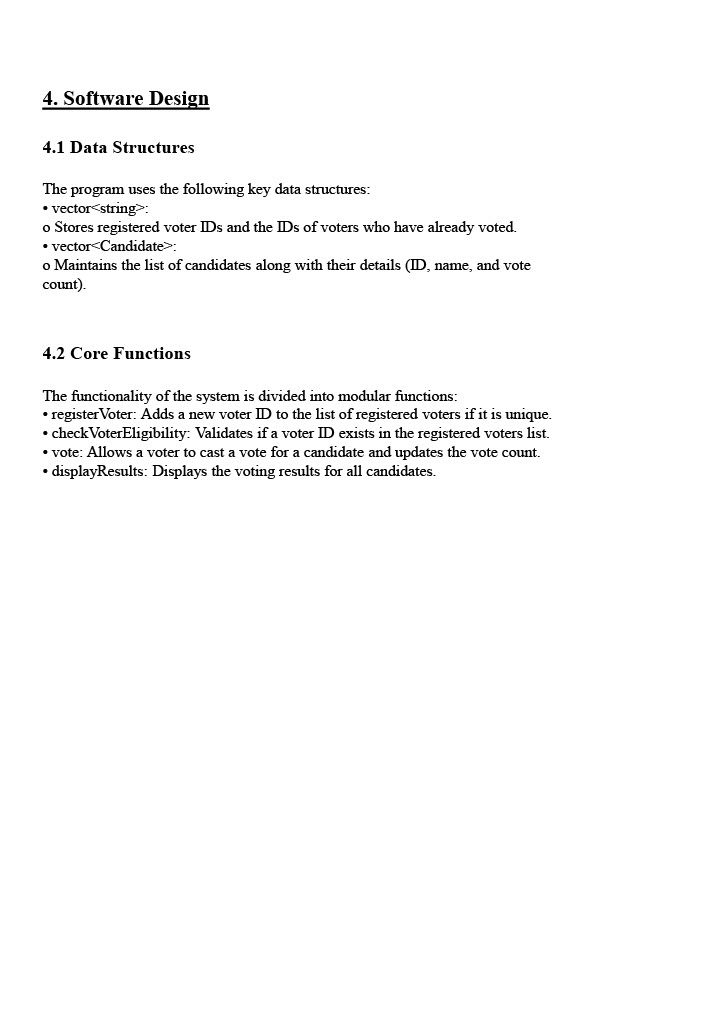 4. Software Design
4.1 Data Structures
The program uses the following key data structures:
• vector<string>:
o Stores registered voter IDs and the IDs of voters who have already voted.
• vector<Candidate>:
o Maintains the list of candidates along with their details (ID, name, and vote
count).
4.2 Core Functions
The functionality of the system is divided into modular functions:
• registerVoter: Adds a new voter ID to the list of registered voters if it is unique.
• checkVoterEligibility: Validates if a voter ID exists in the registered voters list.
• vote: Allows a voter to cast a vote for a candidate and updates the vote count.
• displayResults: Displays the voting results for all candidates.